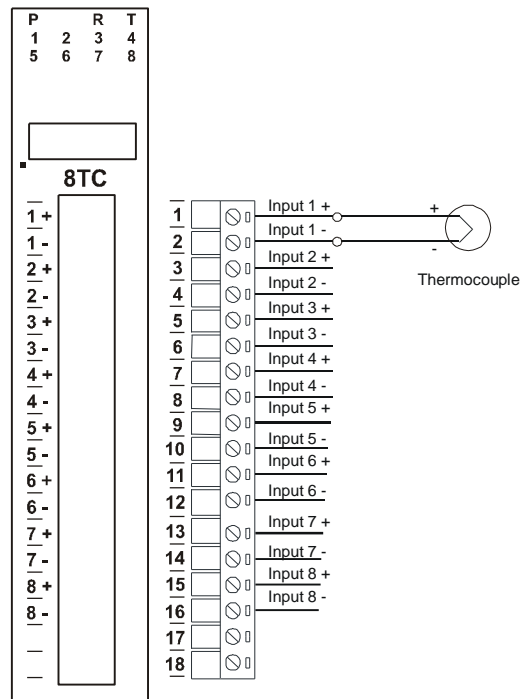 P R T
1 2 3 4
5 6 7 8
8TC
1 +
1 -
2 +
2 -
3 +
3 -
4 +
4 -
5 +
5 -
6 +
6 -
7 +
7 -
8 +
8 -
1 Input 1 + +
2 Input 1 - -
3 Input 2 +
4 Input 2 -
5 Input 3 +
6 Input 3 -
7 Input 4 +
8 Input 4 -
9 Input 5 +
10 Input 5 -
11 Input 6 +
12 Input 6 -
13 Input 7 +
14 Input 7 -
15 Input 8 +
16 Input 8 -
17
18
Thermocouple